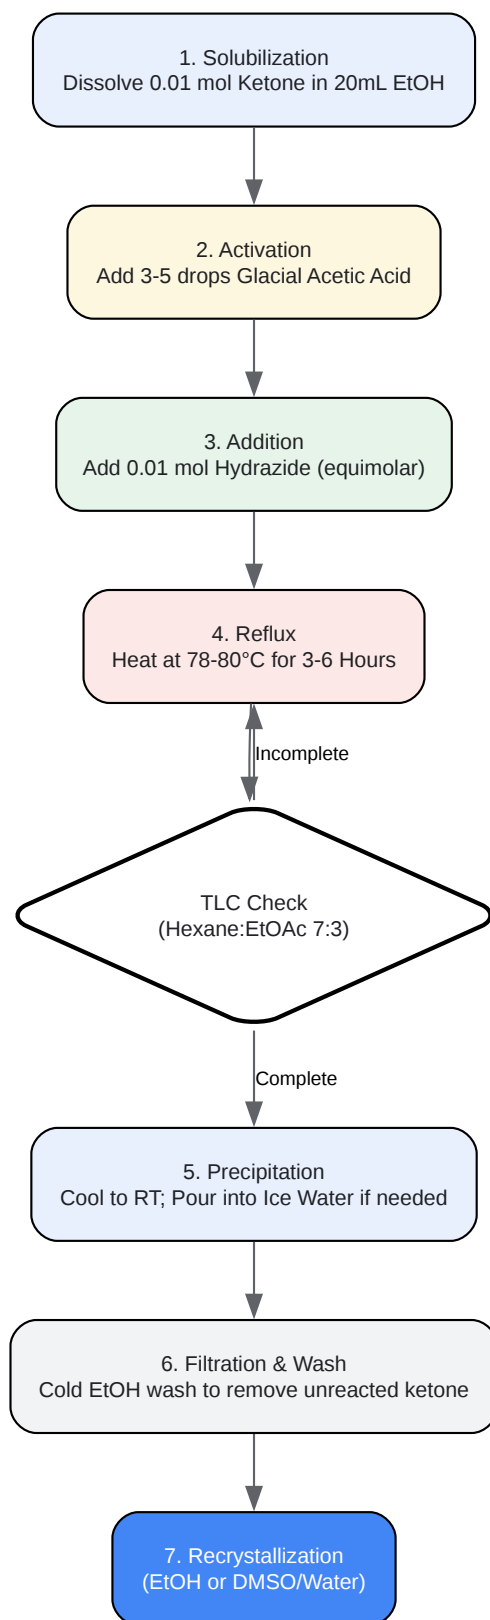 1. Solubilization
Dissolve 0.01 mol Ketone in 20mL EtOH
2. Activation
Add 3-5 drops Glacial Acetic Acid
3. Addition
Add 0.01 mol Hydrazide (equimolar)
4. Reflux
Heat at 78-80°C for 3-6 Hours
Incomplete
TLC Check
(Hexane:EtOAc 7:3)
Complete
5. Precipitation
Cool to RT; Pour into Ice Water if needed
6. Filtration & Wash
Cold EtOH wash to remove unreacted ketone
7. Recrystallization
(EtOH or DMSO/Water)